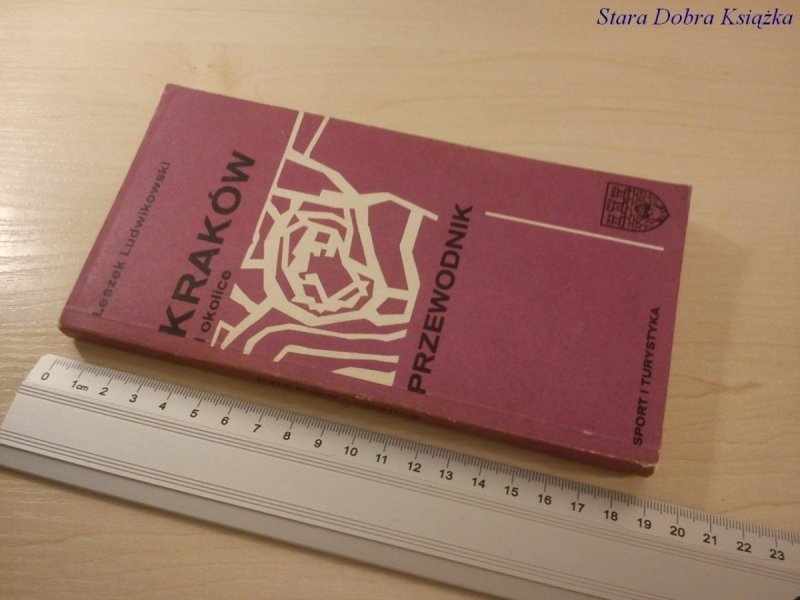 Stara Dobra Książka
Leszek Ludwikowski
KRAKÓW
i okolice
PRZEWODNIK
SPORT I TURYSTYKA
0 1cm 2 3 4 5 6 7 8 9 10 11 12 13 14 15 16 17 18 19 20 21 22 23